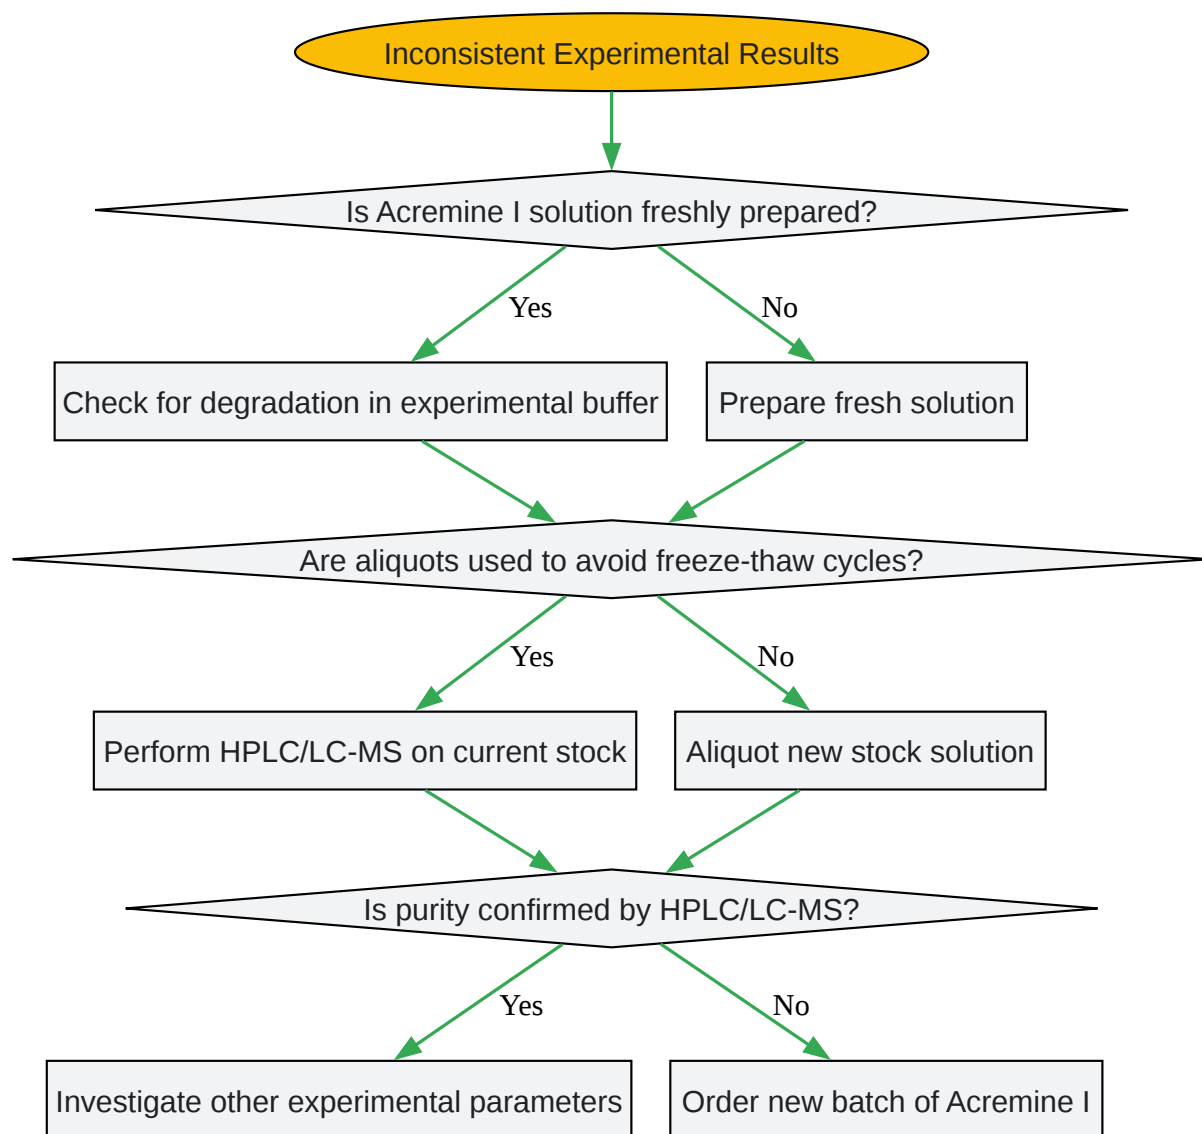 Inconsistent Experimental Results
Is Acremine I solution freshly prepared?
Yes
No
Check for degradation in experimental buffer
Prepare fresh solution
Are aliquots used to avoid freeze-thaw cycles?
Yes
No
Perform HPLC/LC-MS on current stock
Aliquot new stock solution
Is purity confirmed by HPLC/LC-MS?
Yes
No
Investigate other experimental parameters
Order new batch of Acremine I